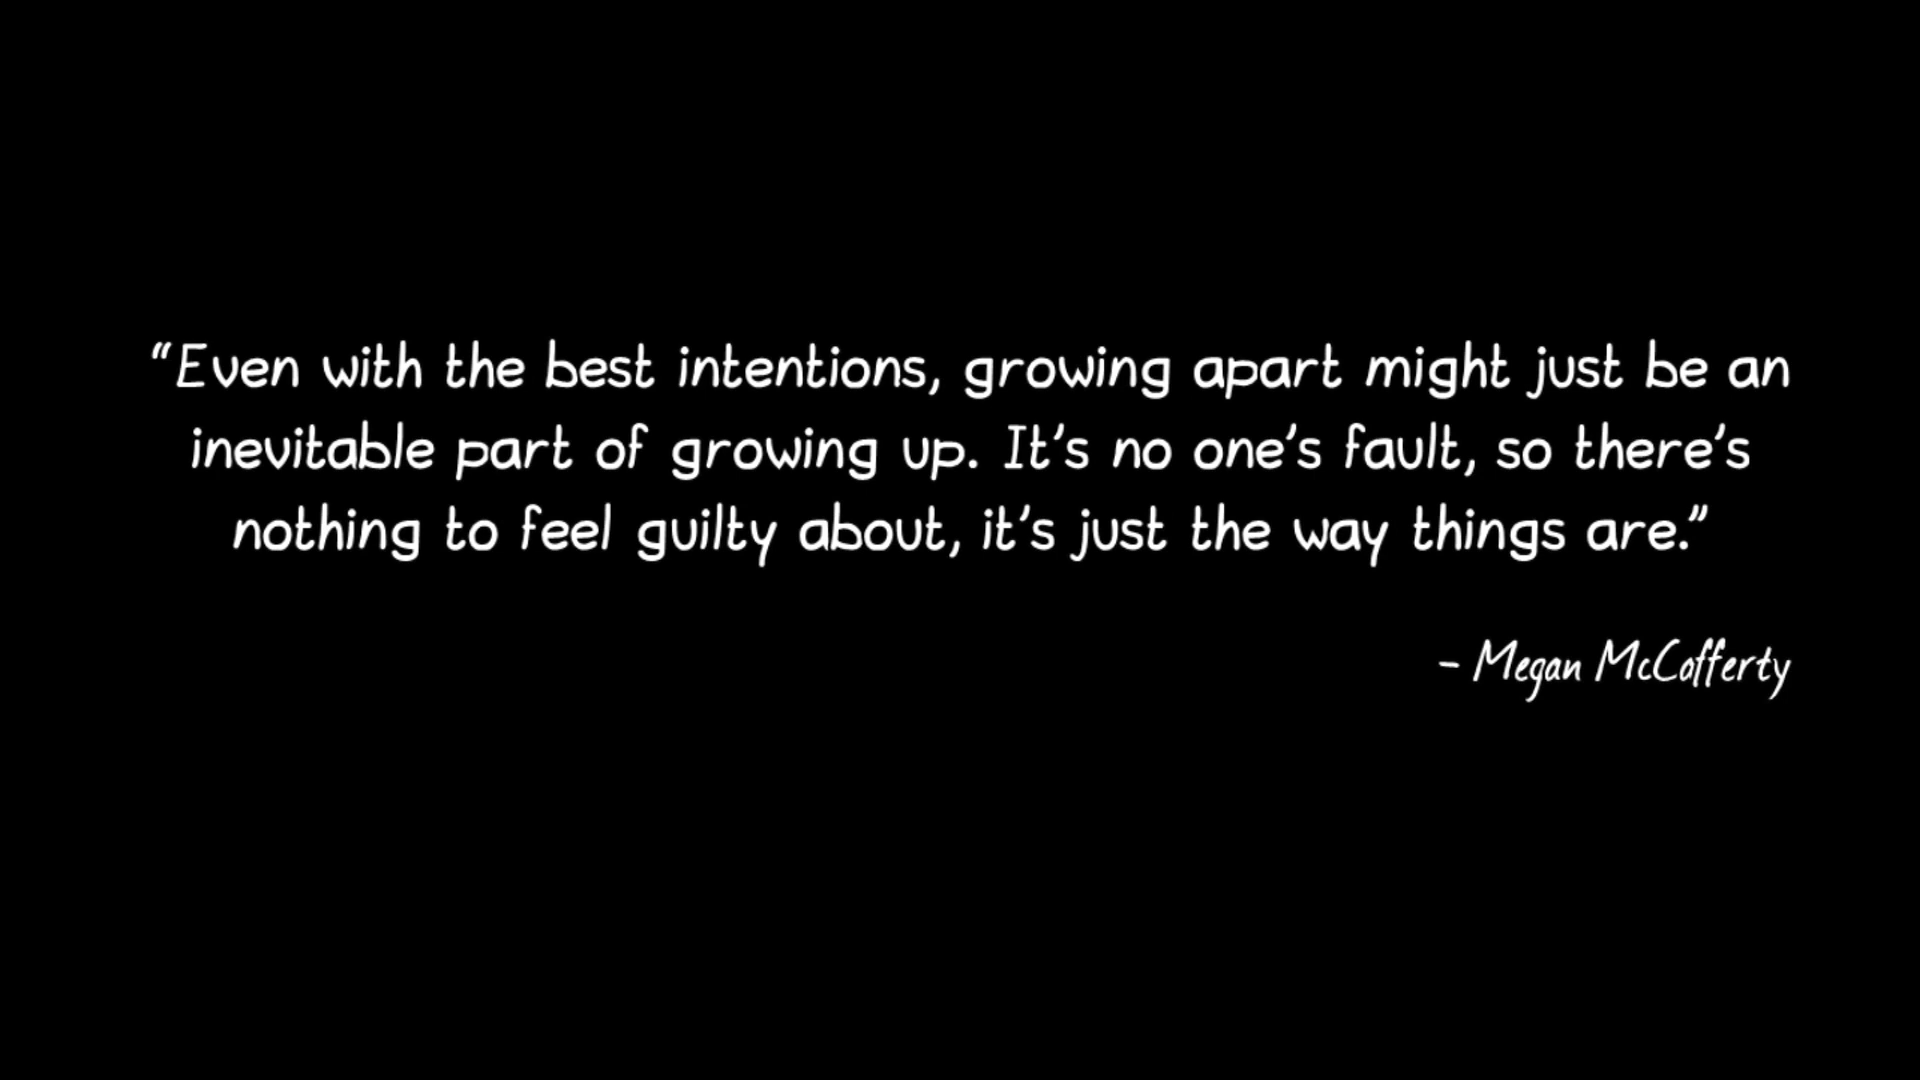 “Even with the best intentions, growing apart might just be an
inevitable part of growing up. It’s no one’s fault, so there’s
nothing to feel guilty about, it’s just the way things are.”
- Megan McCafferty